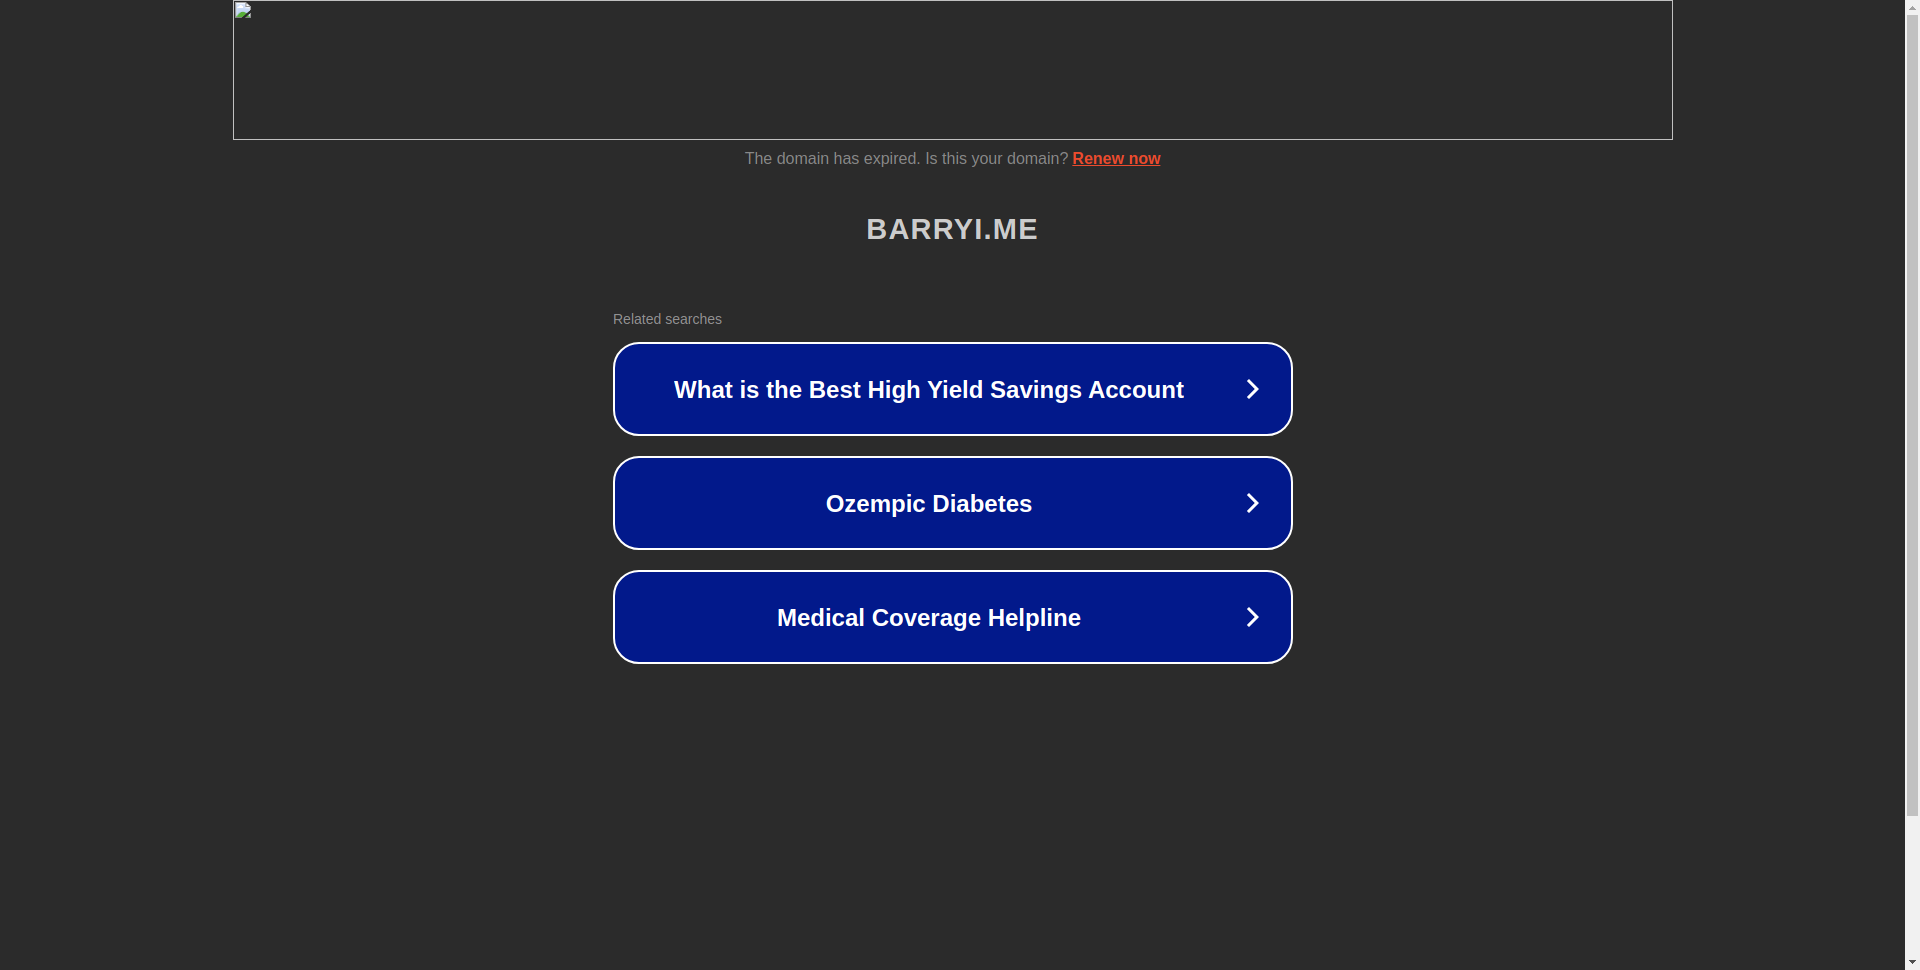 The domain has expired. Is this your domain? Renew now
BARRYI.ME
Related searches
What is the Best High Yield Savings Account
Ozempic Diabetes
Medical Coverage Helpline